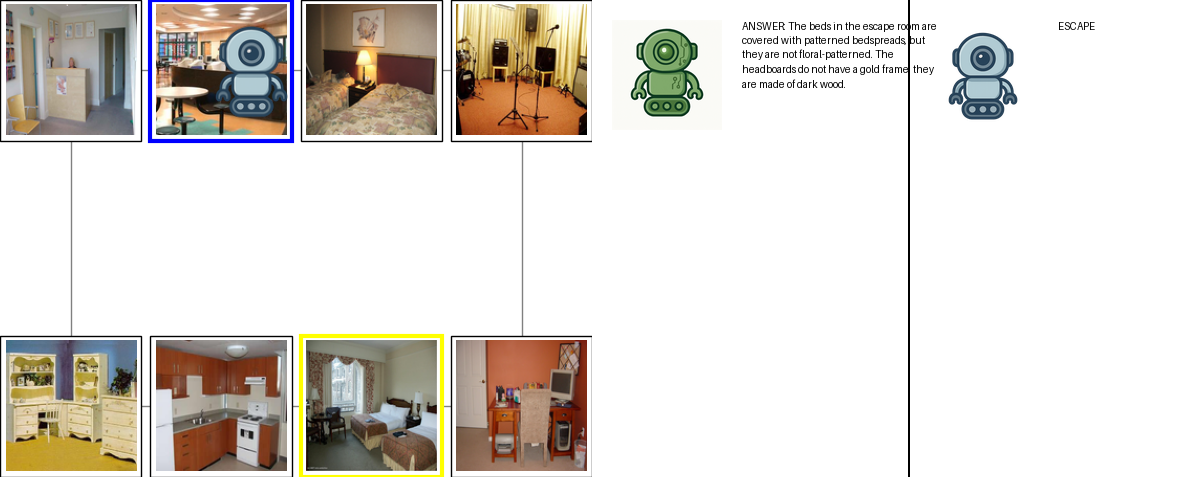 ANSWER: The beds in the escape room are
covered with patterned bedspreads, but
they are not floral-patterned. The
headboards do not have a gold frame, they
are made of dark wood.
ESCAPE